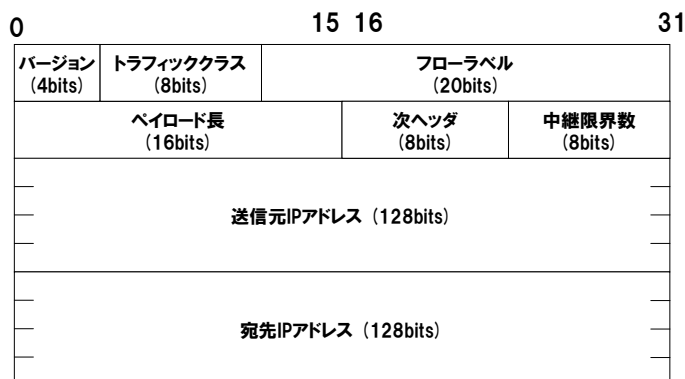 0 15 16 31
バージョン トラフィッククラス フローラベル
(4bits) (8bits) (20bits)
ペイロード長 次ヘッダ 中継限界数
(16bits) (8bits) (8bits)
送信元IPアドレス (128bits)
宛先IPアドレス (128bits)